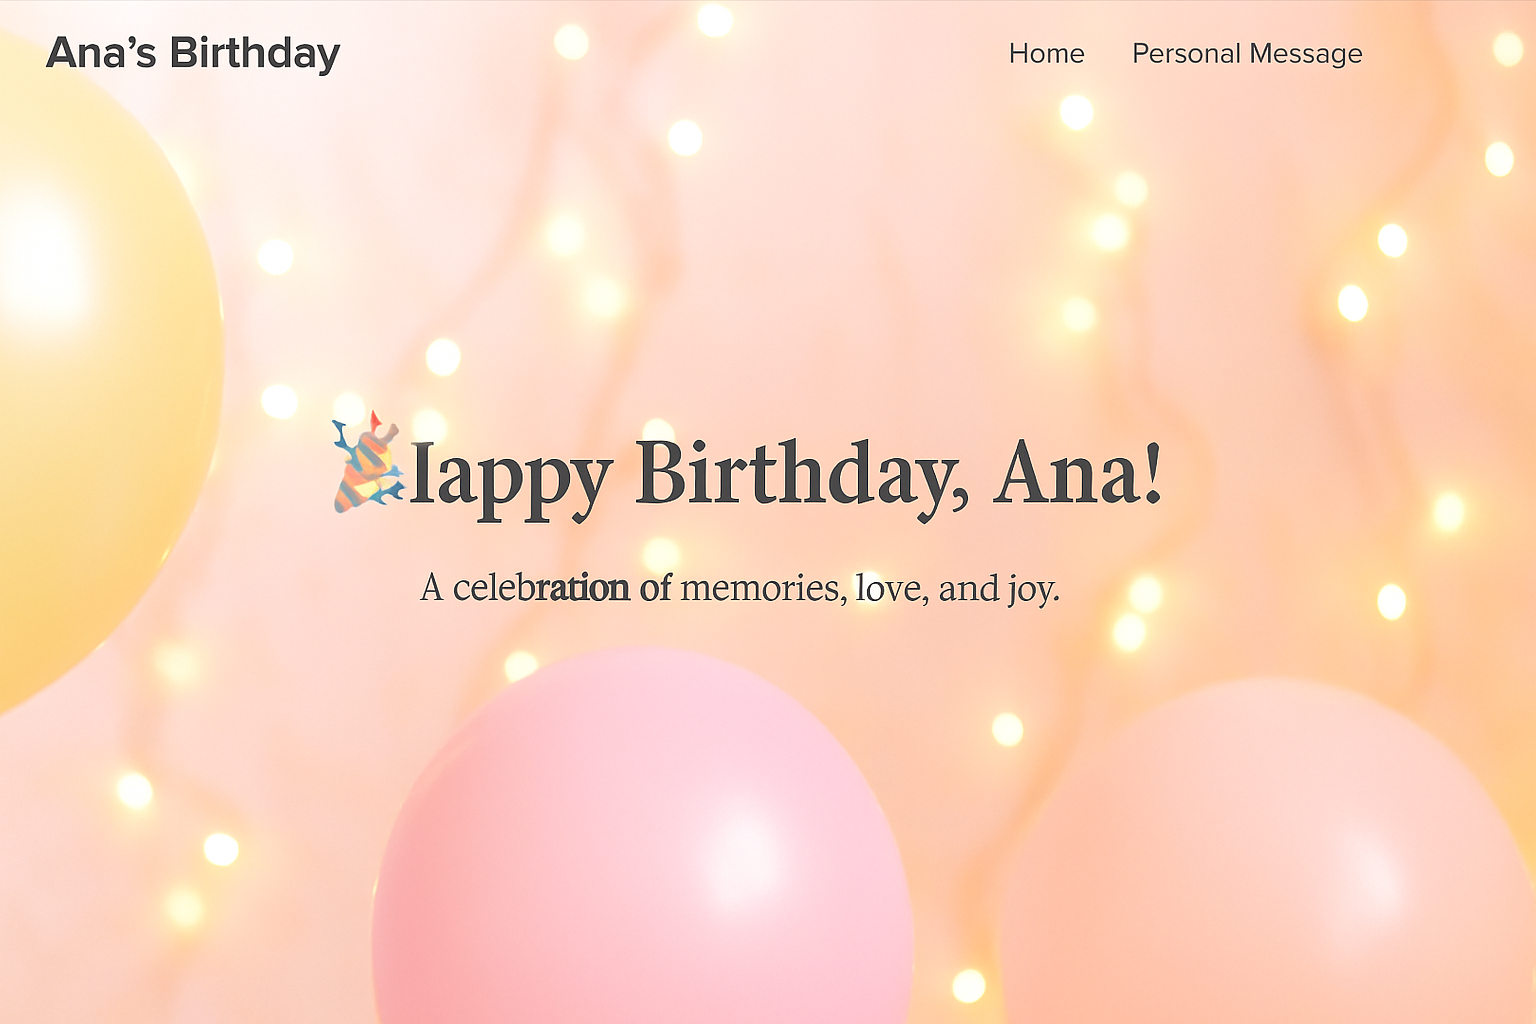 Ana’s Birthday
Home Personal Message
🎉Iappy Birthday, Ana!
A celebration of memories, love, and joy.